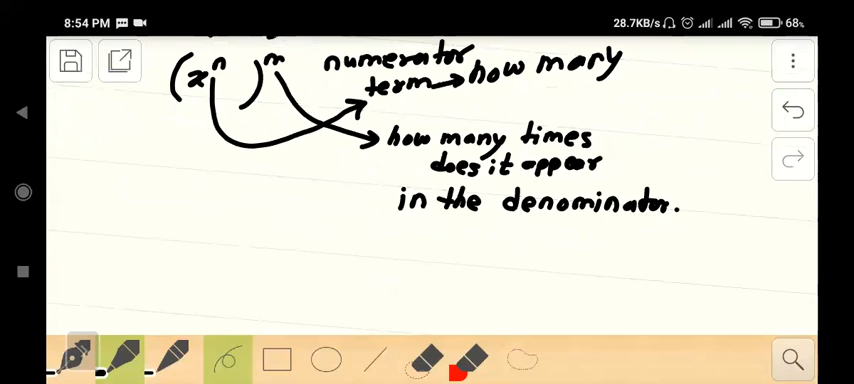 8:54 PM
28.7KB/s
68%
(xⁿ )ᵐ
numerator
term → how many
how many times
does it appear
in the denominator.